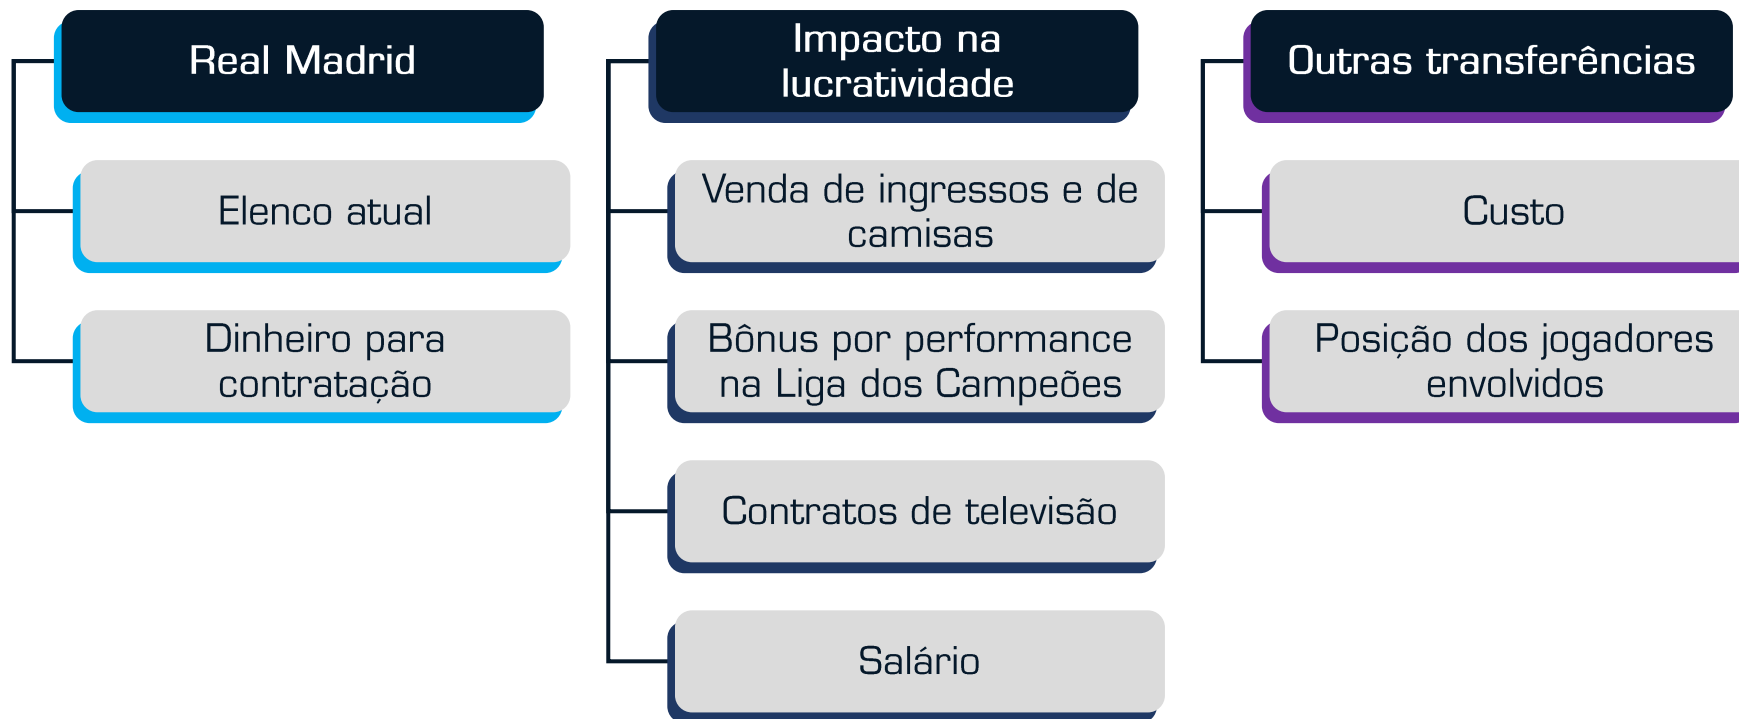 Real Madrid
Elenco atual
Dinheiro para
contratação
Impacto na
lucratividade
Venda de ingressos e de
camisas
Bônus por performance
na Liga dos Campeões
Contratos de televisão
Salário
Outras transferências
Custo
Posição dos jogadores
envolvidos